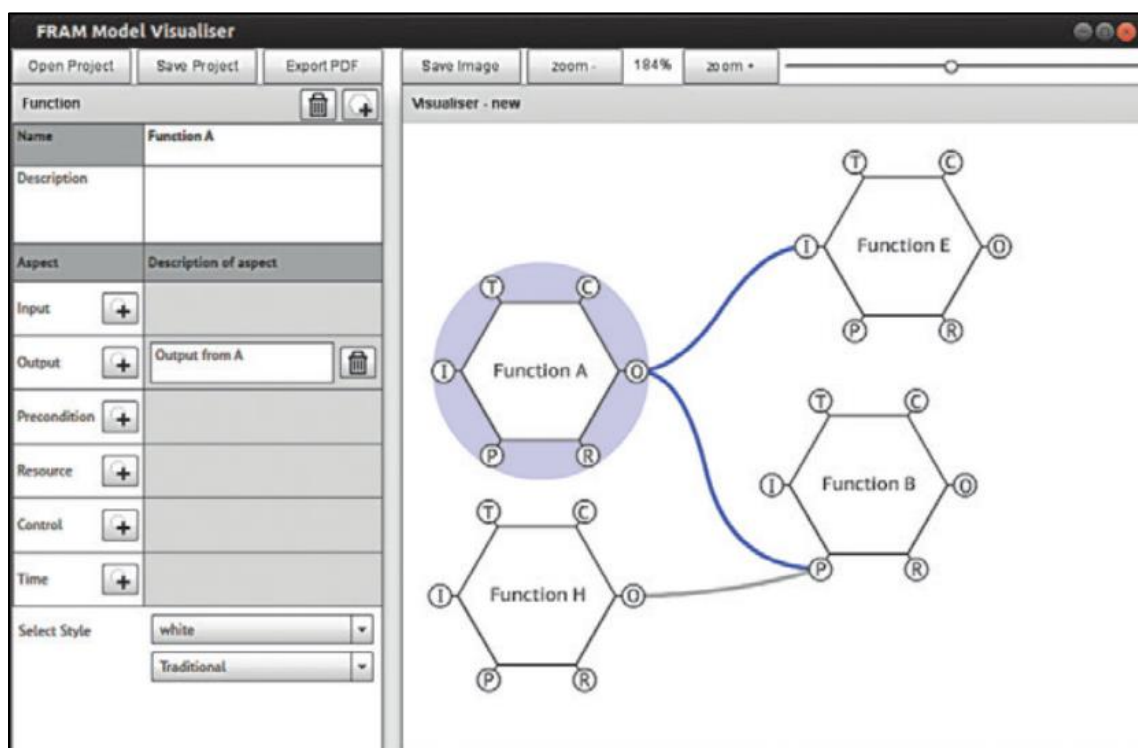 FRAM Model Visualiser
Open Project Save Project Export PDF Save Image zoom - 184% zoom +
Function
Visualiser - new
Name Function A
Description
Aspect Description of aspect
Input
Output Output from A
Precondition
Resource
Control
Time
Select Style white
Traditional
T C
I Function E O
P R
T C
I Function A O
P R
T C
I Function B O
P R
T C
I Function H O
P R